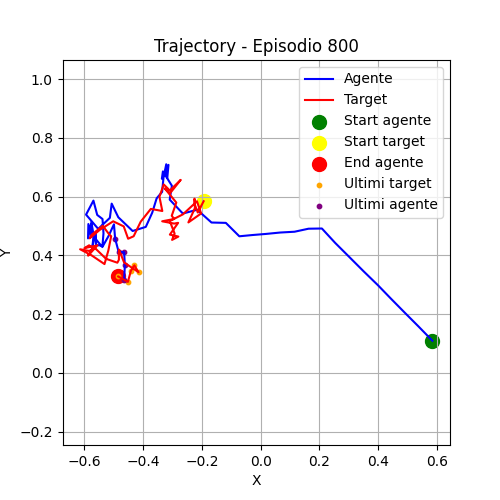 Trajectory - Episodio 800
Agente
Target
Start agente
Start target
End agente
Ultimi target
Ultimi agente
1.0
0.8
0.6
0.4
0.2
0.0
−0.2
Y
−0.6
−0.4
−0.2
0.0
0.2
0.4
0.6
X